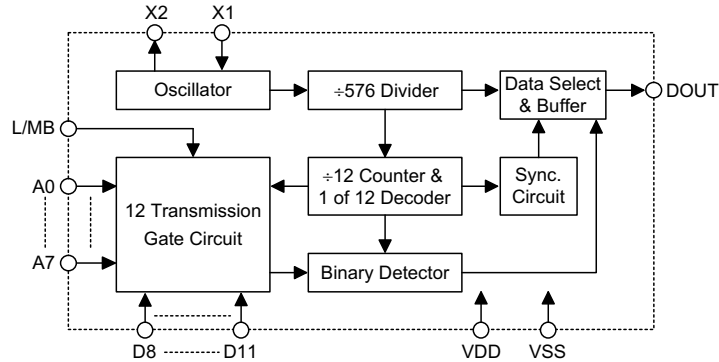 X2 X1
Oscillator
÷576 Divider
Data Select
& Buffer
DOUT
L/MB
A0
12 Transmission
Gate Circuit
÷12 Counter &
1 of 12 Decoder
Sync.
Circuit
A7
Binary Detector
D8 D11 VDD VSS